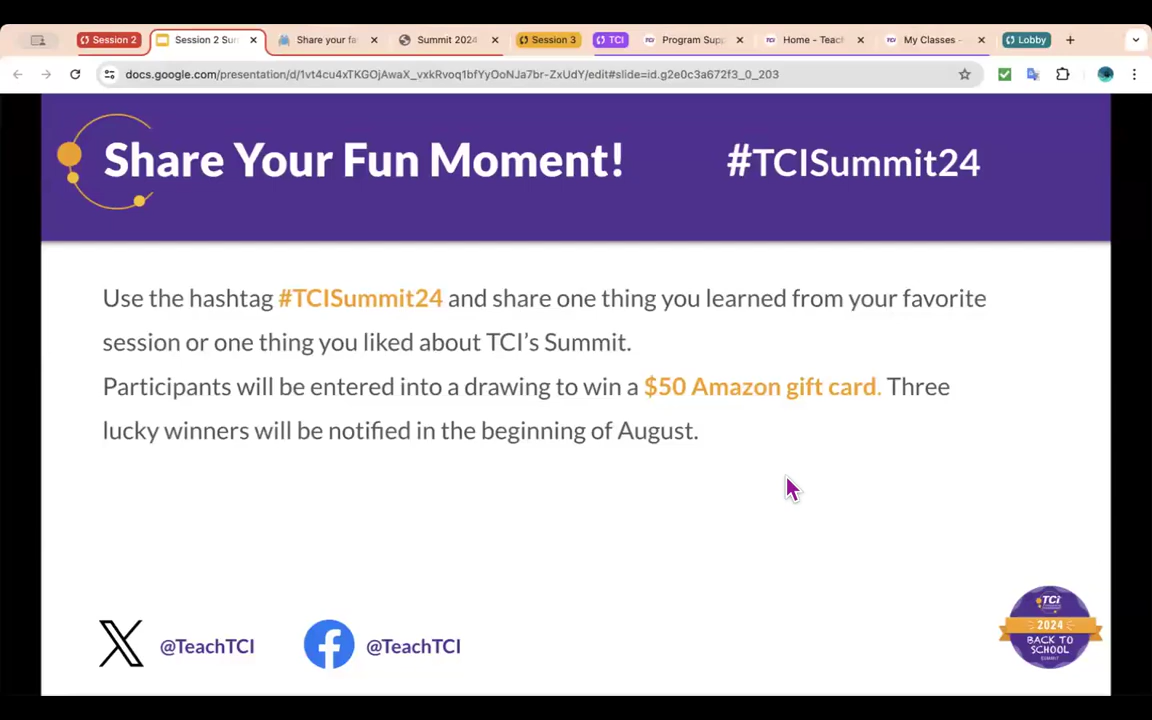 Session 2
Session 2 Sum
Share your fa
Summit 2024
Session 3
TCI
Program Supp
Home - Teach
My Classes -
Lobby
docs.google.com/presentation/d/1vt4cu4xTKGOjAwaX_vxkRvoq1bfYyOoNJa7br-ZxUdY/edit#slide=id.g2e0c3a672f3_0_203
Share Your Fun Moment!
#TCISummit24
Use the hashtag #TCISummit24 and share one thing you learned from your favorite
session or one thing you liked about TCI’s Summit.
Participants will be entered into a drawing to win a $50 Amazon gift card. Three
lucky winners will be notified in the beginning of August.
@TeachTCI
@TeachTCI
TCi
2024
BACK TO
SCHOOL
SUMMIT